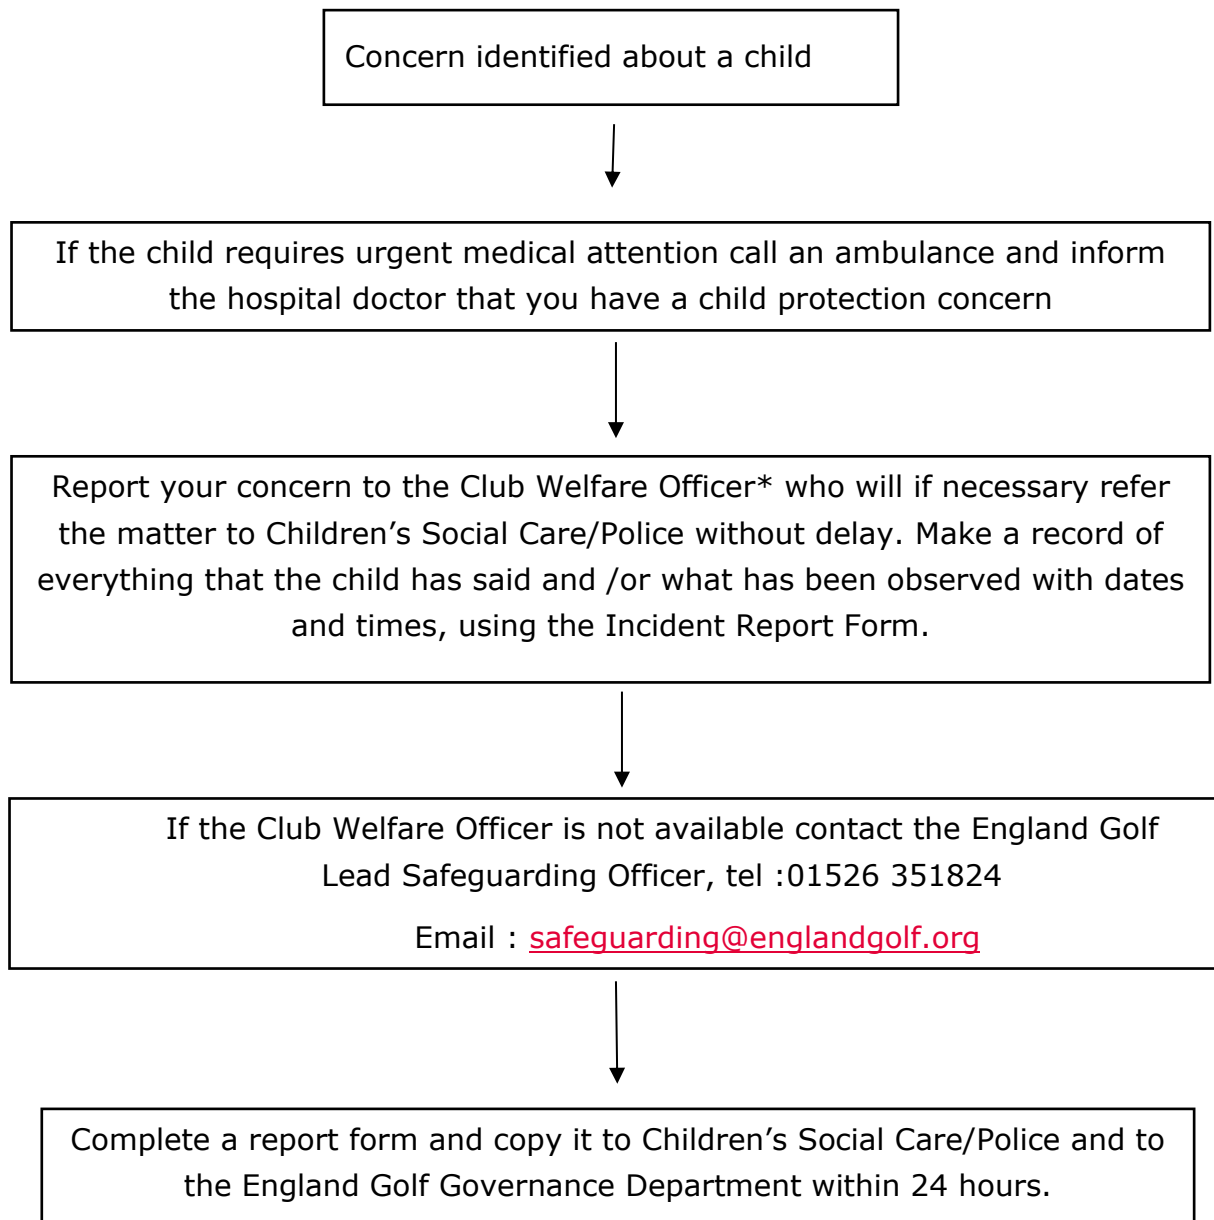 Concern identified about a child
If the child requires urgent medical attention call an ambulance and inform
the hospital doctor that you have a child protection concern
Report your concern to the Club Welfare Officer* who will if necessary refer
the matter to Children’s Social Care/Police without delay. Make a record of
everything that the child has said and /or what has been observed with dates
and times, using the Incident Report Form.
If the Club Welfare Officer is not available contact the England Golf
Lead Safeguarding Officer, tel :01526 351824
Email : safeguarding@englandgolf.org
Complete a report form and copy it to Children’s Social Care/Police and to
the England Golf Governance Department within 24 hours.